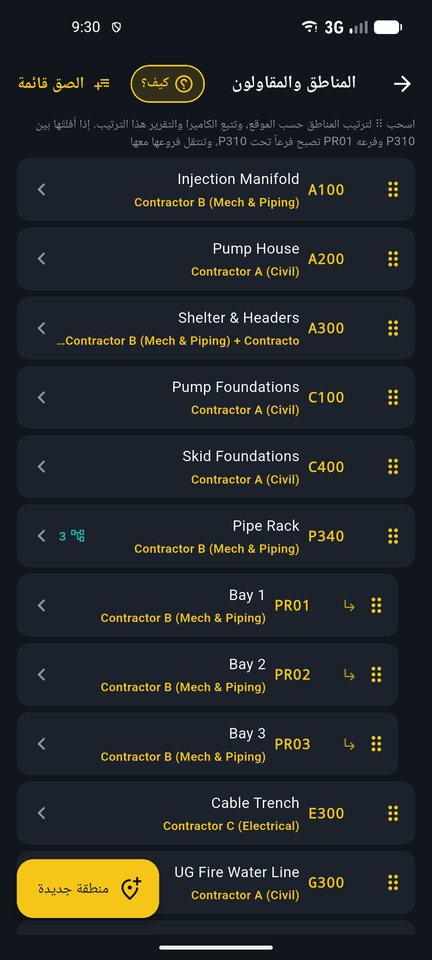 9:30
3G
المناطق والمقاولون
كيف؟
الصق قائمة
اسحب ⠿ لترتيب المناطق حسب الموقع، وتتبع الكاميرا والتقرير هذا الترتيب. إذا أفلتّها بين
P310 وفرعه PR01 تصبح فرعاً تحت P310، وتنتقل فروعها معها
A100 Injection Manifold
Contractor B (Mech & Piping)
A200 Pump House
Contractor A (Civil)
A300 Shelter & Headers
Contractor B (Mech & Piping) + Contracto...
C100 Pump Foundations
Contractor A (Civil)
C400 Skid Foundations
Contractor A (Civil)
P340 Pipe Rack
Contractor B (Mech & Piping)
3
PR01 Bay 1
Contractor B (Mech & Piping)
PR02 Bay 2
Contractor B (Mech & Piping)
PR03 Bay 3
Contractor B (Mech & Piping)
E300 Cable Trench
Contractor C (Electrical)
G300 UG Fire Water Line
Contractor A (Civil)
منطقة جديدة